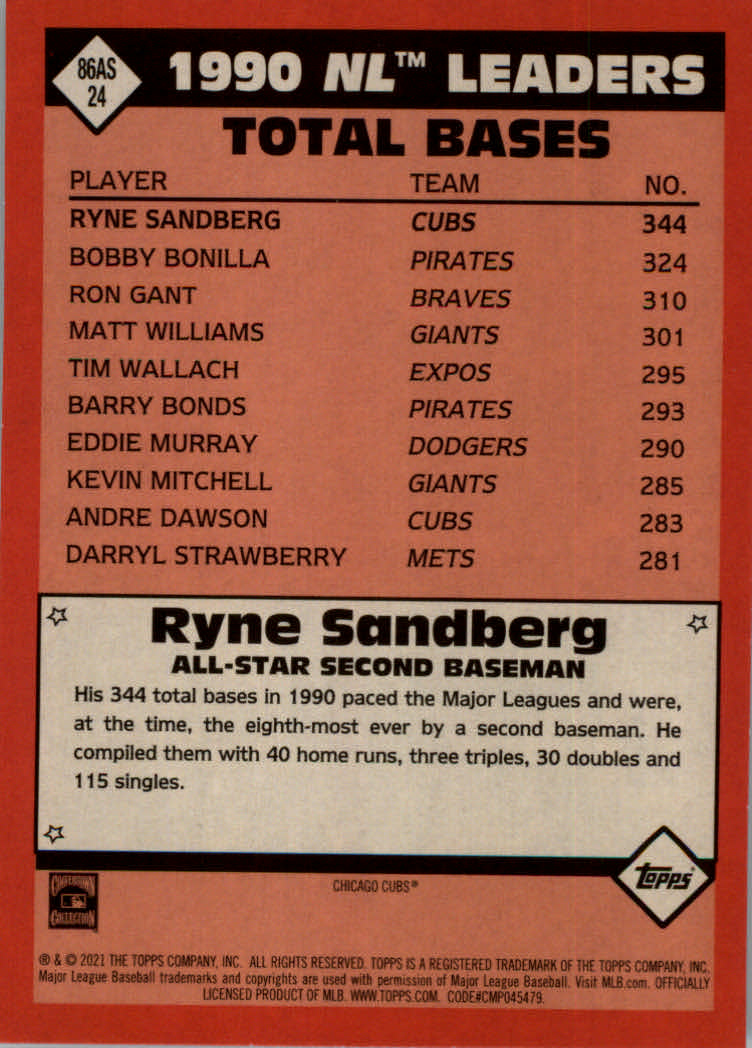 86AS
24
1990 NL™ LEADERS
TOTAL BASES
PLAYER TEAM NO.
RYNE SANDBERG CUBS 344
BOBBY BONILLA PIRATES 324
RON GANT BRAVES 310
MATT WILLIAMS GIANTS 301
TIM WALLACH EXPOS 295
BARRY BONDS PIRATES 293
EDDIE MURRAY DODGERS 290
KEVIN MITCHELL GIANTS 285
ANDRE DAWSON CUBS 283
DARRYL STRAWBERRY METS 281
Ryne Sandberg
ALL-STAR SECOND BASEMAN
His 344 total bases in 1990 paced the Major Leagues and were,
at the time, the eighth-most ever by a second baseman. He
compiled them with 40 home runs, three triples, 30 doubles and
115 singles.
Topps®
COOPERSTOWN
COLLECTION
CHICAGO CUBS®
® & © 2021 THE TOPPS COMPANY, INC. ALL RIGHTS RESERVED. TOPPS IS A REGISTERED TRADEMARK OF THE TOPPS COMPANY, INC.
Major League Baseball trademarks and copyrights are used with permission of Major League Baseball. Visit MLB.com. OFFICIALLY
LICENSED PRODUCT OF MLB. WWW.TOPPS.COM. CODE#CMP045479.